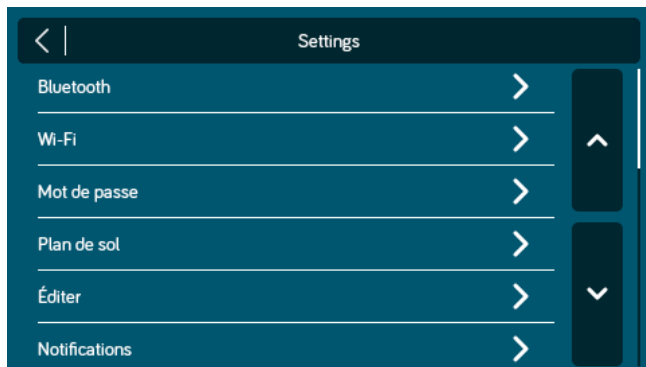 Settings
Bluetooth
Wi-Fi
Mot de passe
Plan de sol
Éditer
Notifications